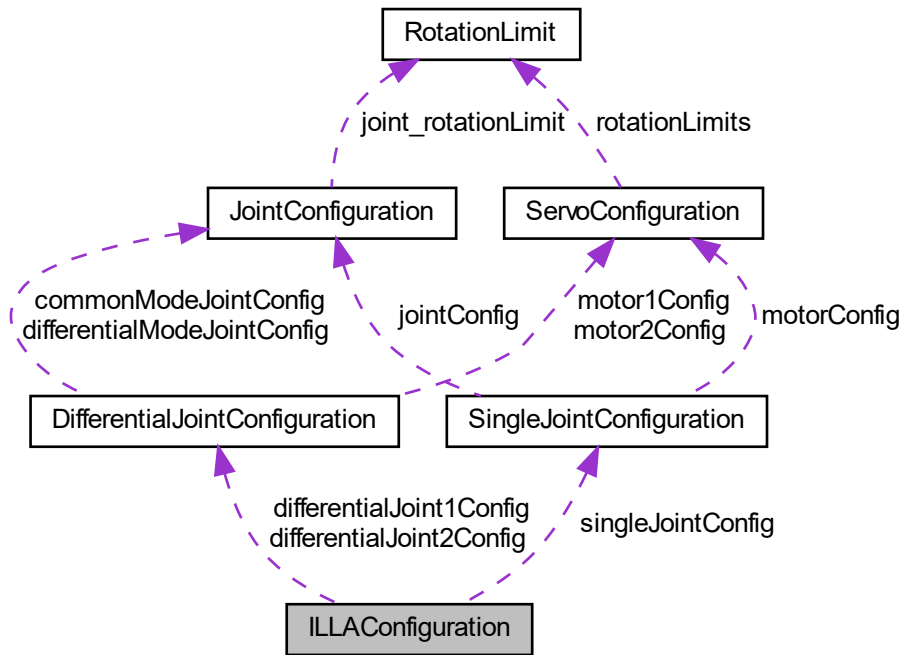 RotationLimit
joint_rotationLimit
rotationLimits
JointConfiguration
ServoConfiguration
commonModeJointConfig
differentialModeJointConfig
jointConfig
motor1Config
motor2Config
motorConfig
DifferentialJointConfiguration
SingleJointConfiguration
differentialJoint1Config
differentialJoint2Config
singleJointConfig
ILLAConfiguration